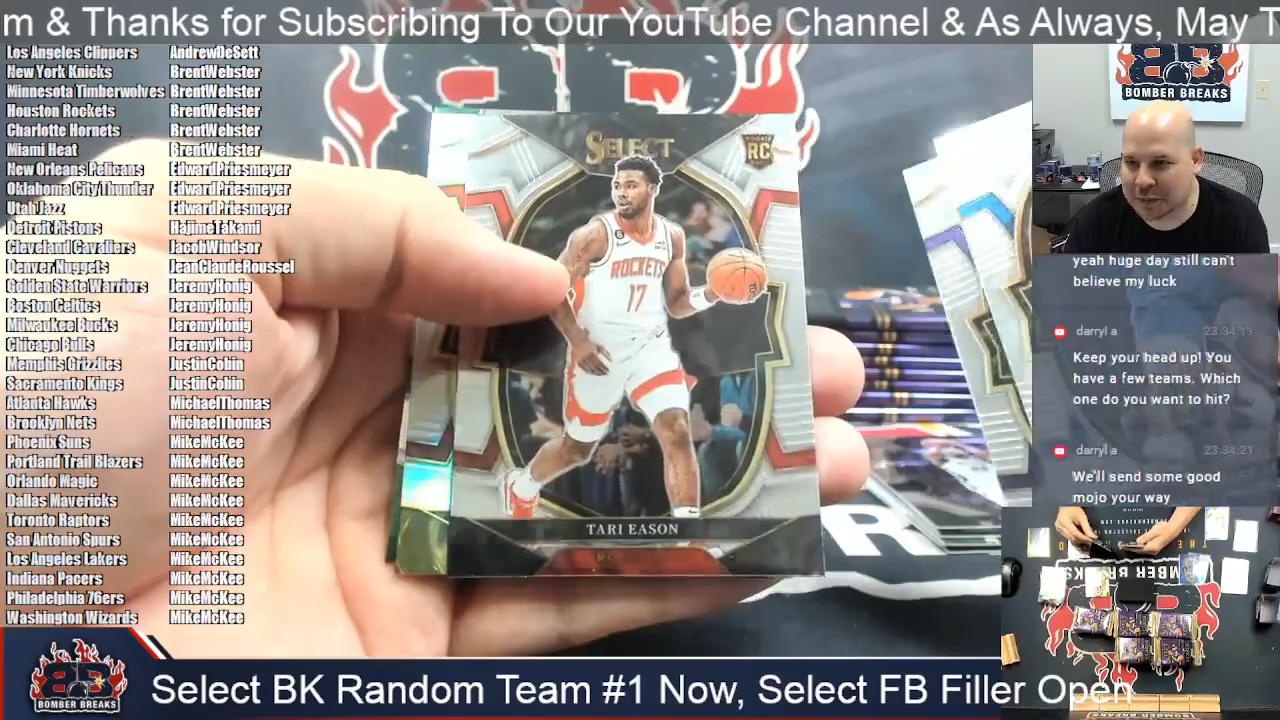 m & Thanks for Subscribing To Our YouTube Channel & As Always, May T
Los Angeles Clippers AndrewDeSett
New York Knicks BrentWebster
Minnesota Timberwolves BrentWebster
Houston Rockets BrentWebster
Charlotte Hornets BrentWebster
Miami Heat BrentWebster
New Orleans Pelicans EdwardPriesmeyer
Oklahoma CityThunder EdwardPriesmeyer
Utah Jazz EdwardPriesmeyer
Detroit Pistons HajimeTakami
Cleveland Cavaliers JacobWindsor
Denver Nuggets JeanClaudeRoussel
Golden State Warriors JeremyHonig
Boston Celtics JeremyHonig
Milwaukee Bucks JeremyHonig
Chicago Bulls JeremyHonig
Memphis Grizzlies JustinCobin
Sacramento Kings JustinCobin
Atlanta Hawks MichaelThomas
Brooklyn Nets MichaelThomas
Phoenix Suns MikeMcKee
Portland Trail Blazers MikeMcKee
Orlando Magic MikeMcKee
Dallas Mavericks MikeMcKee
Toronto Raptors MikeMcKee
San Antonio Spurs MikeMcKee
Los Angeles Lakers MikeMcKee
Indiana Pacers MikeMcKee
Philadelphia 76ers MikeMcKee
Washington Wizards MikeMcKee
SELECT
RC
ROCKETS
17
TARI EASON
BB
BOMBER BREAKS
yeah huge day still can't
believe my luck
darryl a 23:34:11
Keep your head up! You
have a few teams. Which
one do you want to hit?
darryl a 23:34:21
We'll send some good
mojo your way
BOMBER BREAKS
Select BK Random Team #1 Now, Select FB Filler Open